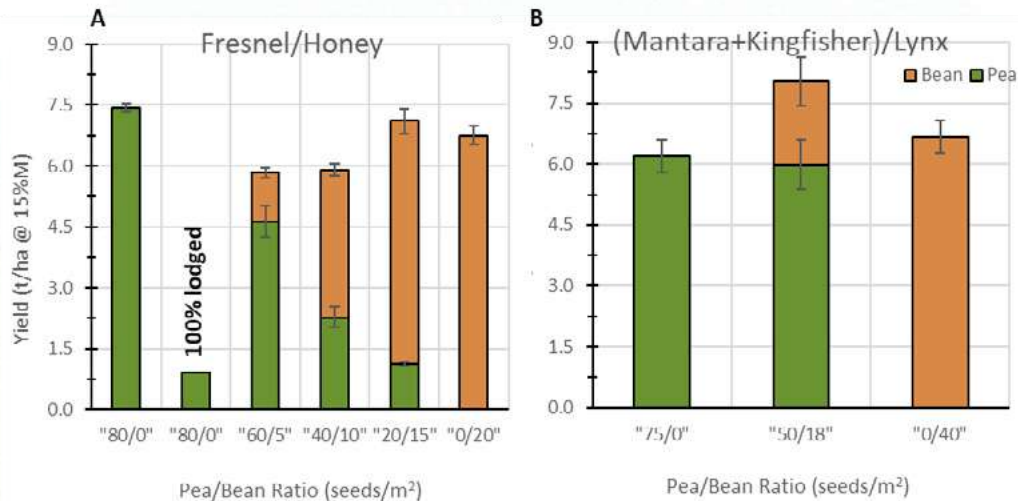 A
Fresnel/Honey
9.0
7.5
6.0
4.5
3.0
1.5
0.0
Yield (t/ha @ 15%M)
100% lodged
"80/0"
"80/0"
"60/5"
"40/10"
"20/15"
"0/20"
Pea/Bean Ratio (seeds/m²)
B
(Mantara+Kingfisher)/Lynx
Bean
Pea
9.0
7.5
6.0
4.5
3.0
1.5
0.0
"75/0"
"50/18"
"0/40"
Pea/Bean Ratio (seeds/m²)